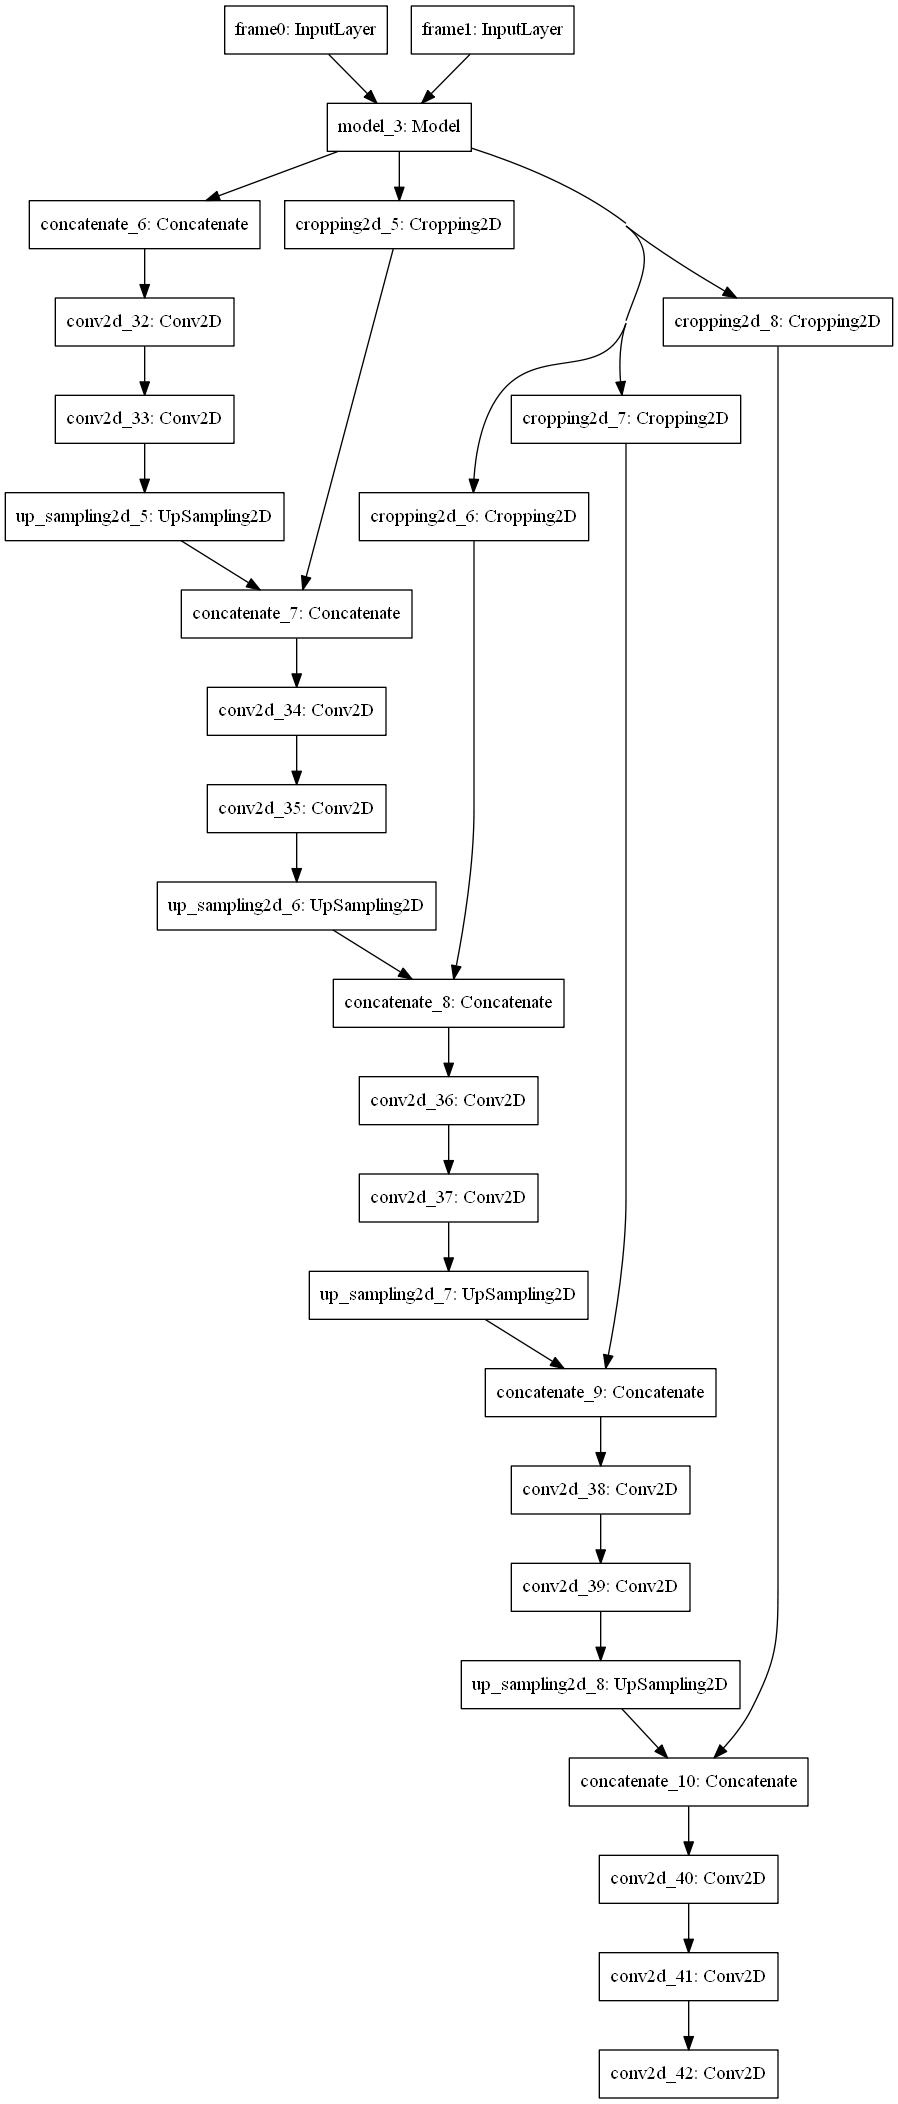 frame0: InputLayer
frame1: InputLayer
model_3: Model
concatenate_6: Concatenate
cropping2d_5: Cropping2D
conv2d_32: Conv2D
cropping2d_8: Cropping2D
conv2d_33: Conv2D
cropping2d_7: Cropping2D
up_sampling2d_5: UpSampling2D
cropping2d_6: Cropping2D
concatenate_7: Concatenate
conv2d_34: Conv2D
conv2d_35: Conv2D
up_sampling2d_6: UpSampling2D
concatenate_8: Concatenate
conv2d_36: Conv2D
conv2d_37: Conv2D
up_sampling2d_7: UpSampling2D
concatenate_9: Concatenate
conv2d_38: Conv2D
conv2d_39: Conv2D
up_sampling2d_8: UpSampling2D
concatenate_10: Concatenate
conv2d_40: Conv2D
conv2d_41: Conv2D
conv2d_42: Conv2D